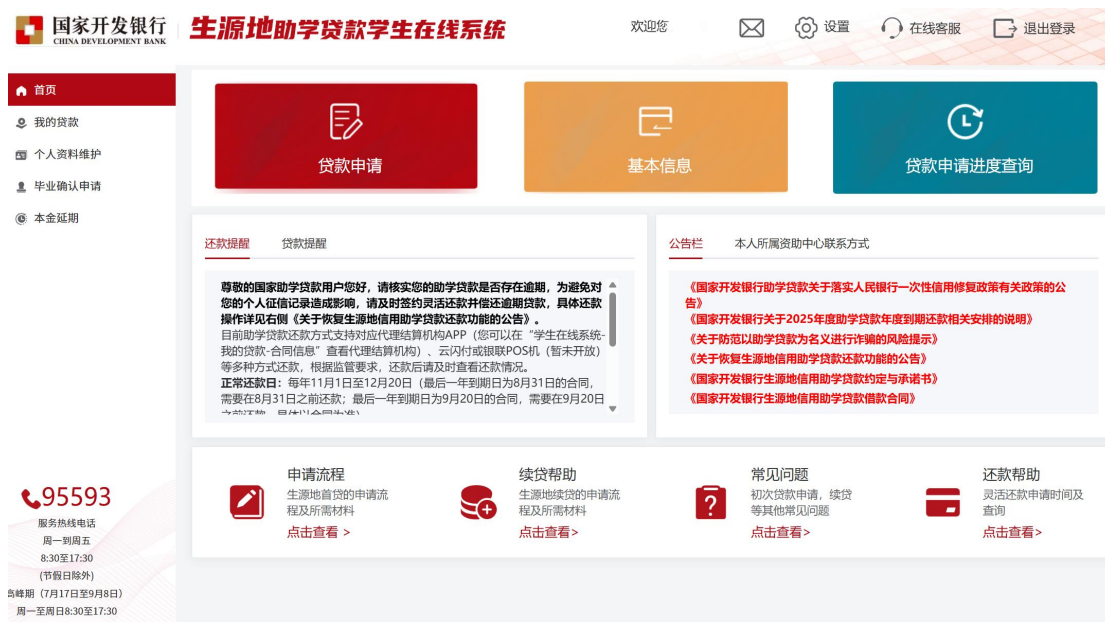 国家开发银行
CHINA DEVELOPMENT BANK
生源地助学贷款学生在线系统
欢迎您
设置
在线客服
退出登录
首页
我的贷款
个人资料维护
毕业确认申请
本金延期
95593
服务热线电话
周一到周五
8:30至17:30
(节假日除外)
高峰期（7月17日至9月8日）
周一至周日8:30至17:30
贷款申请
基本信息
贷款申请进度查询
还款提醒
贷款提醒
尊敬的国家助学贷款用户您好，请核实您的助学贷款是否存在逾期，为避免对
您的个人征信记录造成影响，请及时签约灵活还款并偿还逾期贷款，具体还款
操作详见右侧《关于恢复生源地信用助学贷款还款功能的公告》。
目前助学贷款还款方式支持对应代理结算机构APP（您可以在“学生在线系统-
我的贷款-合同信息”查看代理结算机构）、云闪付或银联POS机（暂未开放）
等多种方式还款，根据监管要求，还款后请及时查看还款情况。
正常还款日：每年11月1日至12月20日（最后一年到期日为8月31日的合同，
需要在8月31日之前还款；最后一年到期日为9月20日的合同，需要在9月20日
之前还款，具体以合同为准）
公告栏
本人所属资助中心联系方式
《国家开发银行助学贷款关于落实人民银行一次性信用修复政策有关政策的公
告》
《国家开发银行关于2025年度助学贷款年度到期还款相关安排的说明》
《关于防范以助学贷款为名义进行诈骗的风险提示》
《关于恢复生源地信用助学贷款还款功能的公告》
《国家开发银行生源地信用助学贷款约定与承诺书》
《国家开发银行生源地信用助学贷款借款合同》
申请流程
生源地首贷的申请流
程及所需材料
点击查看 >
续贷帮助
生源地续贷的申请流
程及所需材料
点击查看>
常见问题
初次贷款申请，续贷
等其他常见问题
点击查看>
还款帮助
灵活还款申请时间及
查询
点击查看>